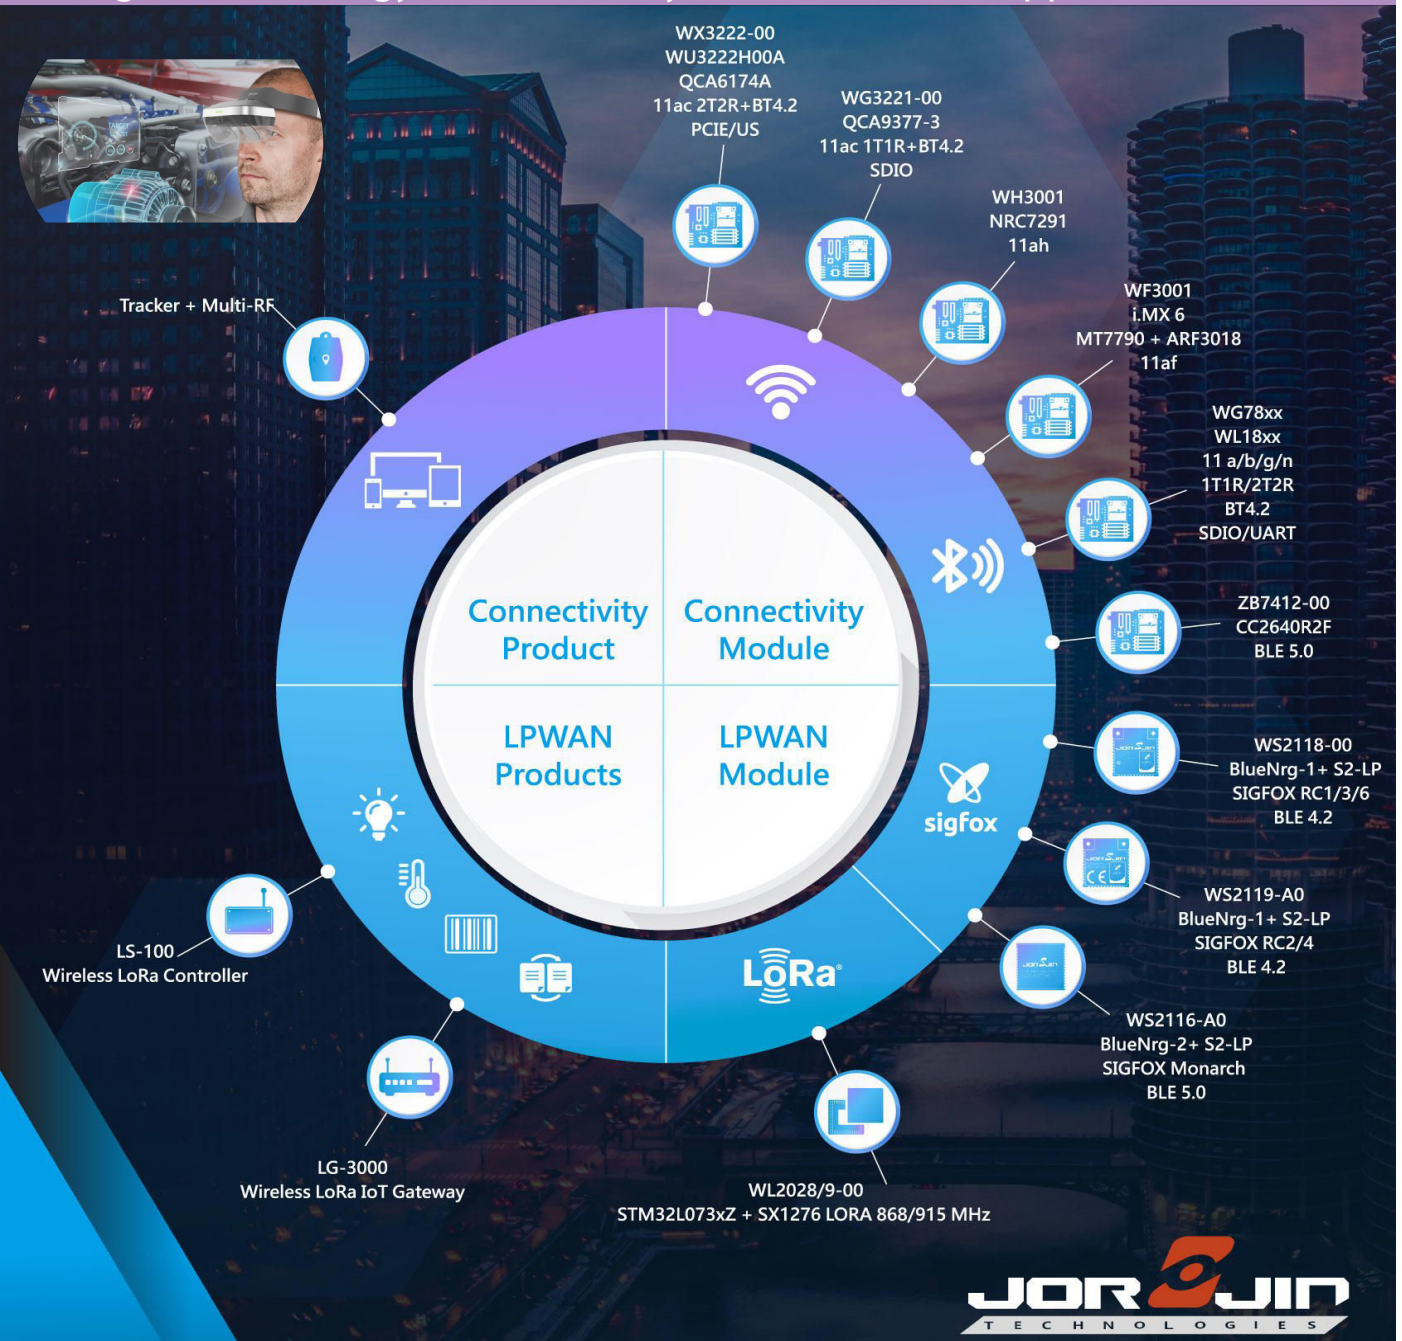 TARGET
WX3222-00
WU3222H00A
QCA6174A
11ac 2T2R+BT4.2
PCIE/US
WG3221-00
QCA9377-3
11ac 1T1R+BT4.2
SDIO
WH3001
NRC7291
11ah
WF3001
i.MX 6
MT7790 + ARF3018
11af
Tracker + Multi-RF
WG78xx
WL18xx
11 a/b/g/n
1T1R/2T2R
BT4.2
SDIO/UART
Connectivity
Product
Connectivity
Module
ZB7412-00
CC2640R2F
BLE 5.0
LPWAN
Products
LPWAN
Module
JORJIN
WS2118-00
BlueNrg-1+ S2-LP
SIGFOX RC1/3/6
BLE 4.2
sigfox
JORJIN
CE
WS2119-A0
BlueNrg-1+ S2-LP
SIGFOX RC2/4
BLE 4.2
LS-100
Wireless LoRa Controller
LoRa®
JORJIN
WS2116-A0
BlueNrg-2+ S2-LP
SIGFOX Monarch
BLE 5.0
LG-3000
Wireless LoRa IoT Gateway
WL2028/9-00
STM32L073xZ + SX1276 LORA 868/915 MHz
JORJIN
TECHNOLOGIES